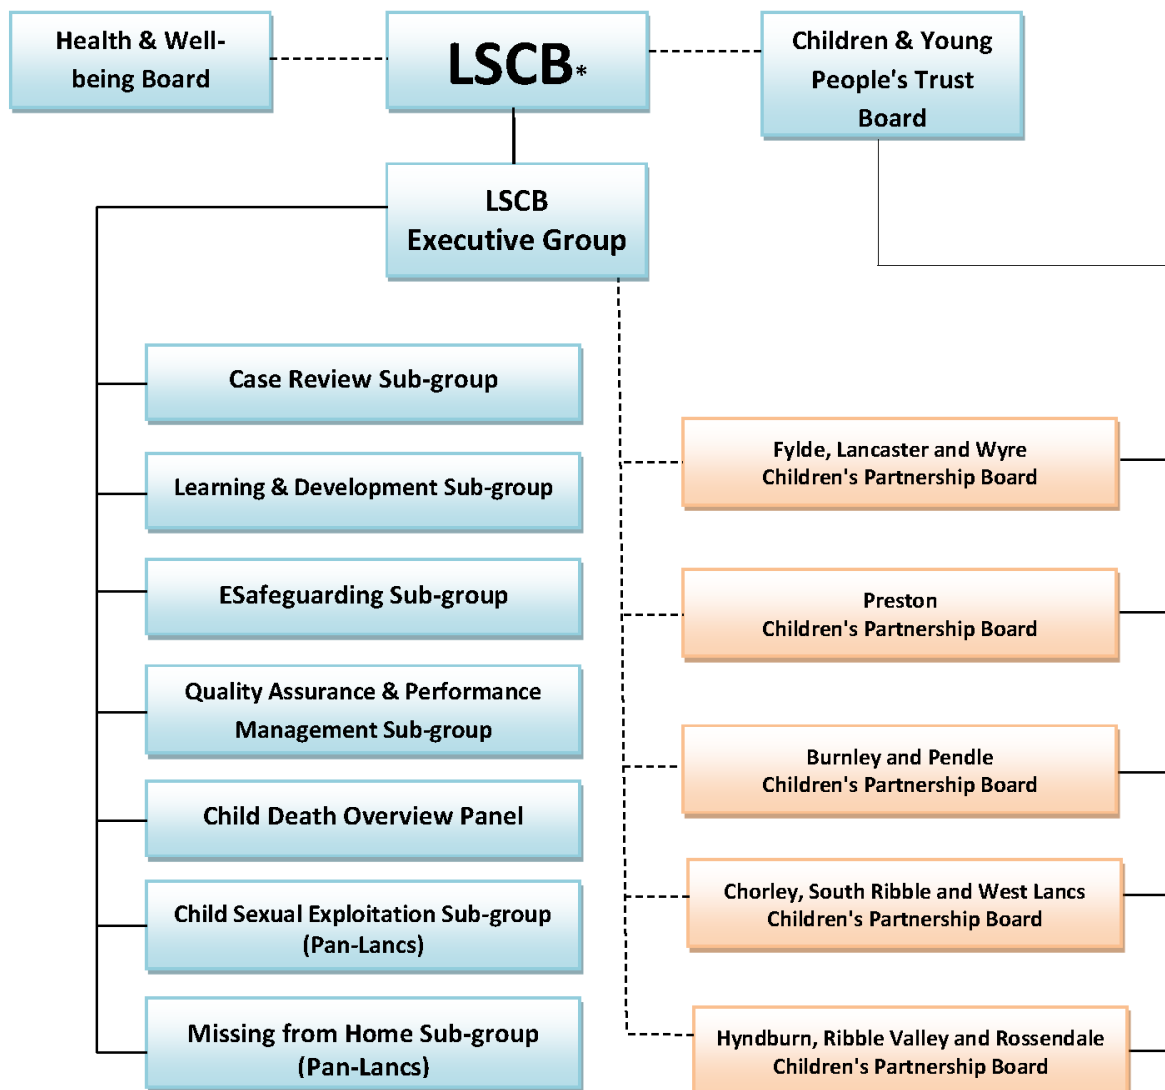 Health & Well-
being Board
LSCB*
Children & Young
People's Trust
Board
LSCB
Executive Group
Case Review Sub-group
Learning & Development Sub-group
ESafeguarding Sub-group
Quality Assurance & Performance
Management Sub-group
Child Death Overview Panel
Child Sexual Exploitation Sub-group
(Pan-Lancs)
Missing from Home Sub-group
(Pan-Lancs)
Fylde, Lancaster and Wyre
Children's Partnership Board
Preston
Children's Partnership Board
Burnley and Pendle
Children's Partnership Board
Chorley, South Ribble and West Lancs
Children's Partnership Board
Hyndburn, Ribble Valley and Rossendale
Children's Partnership Board